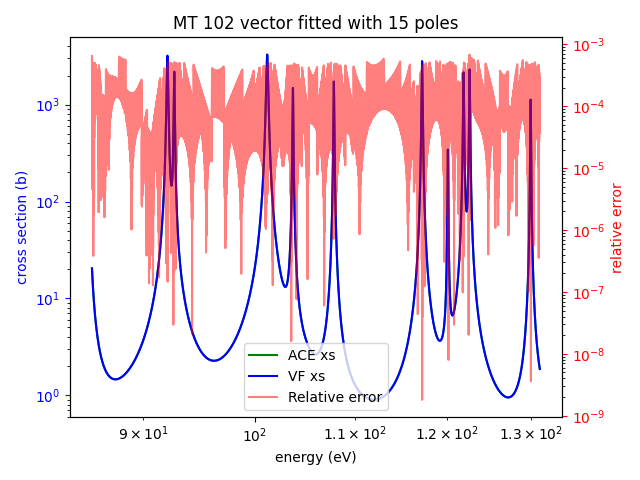 MT 102 vector fitted with 15 poles
cross section (b)
10³
10²
10¹
10⁰
10⁻³
10⁻⁴
10⁻⁵
10⁻⁶
10⁻⁷
10⁻⁸
10⁻⁹
relative error
ACE xs
VF xs
Relative error
9 × 10¹ 10² 1.1 × 10² 1.2 × 10² 1.3 × 10²
energy (eV)